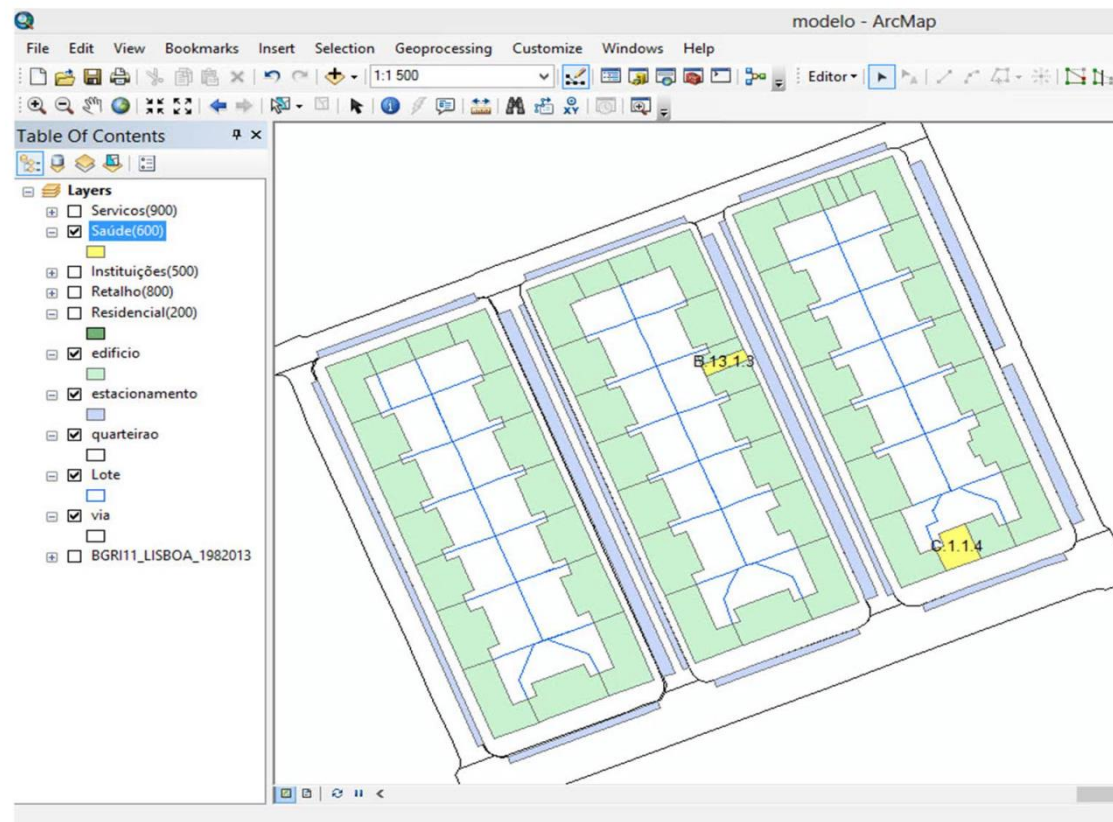 modelo - ArcMap
File Edit View Bookmarks Insert Selection Geoprocessing Customize Windows Help
1:1 500
Editor
Table Of Contents
Layers
Servicos(900)
Saúde(600)
Instituições(500)
Retalho(800)
Residencial(200)
edificio
estacionamento
quarteirao
Lote
via
BGRI11_LISBOA_1982013
B.13.1.3
C.1.1.4